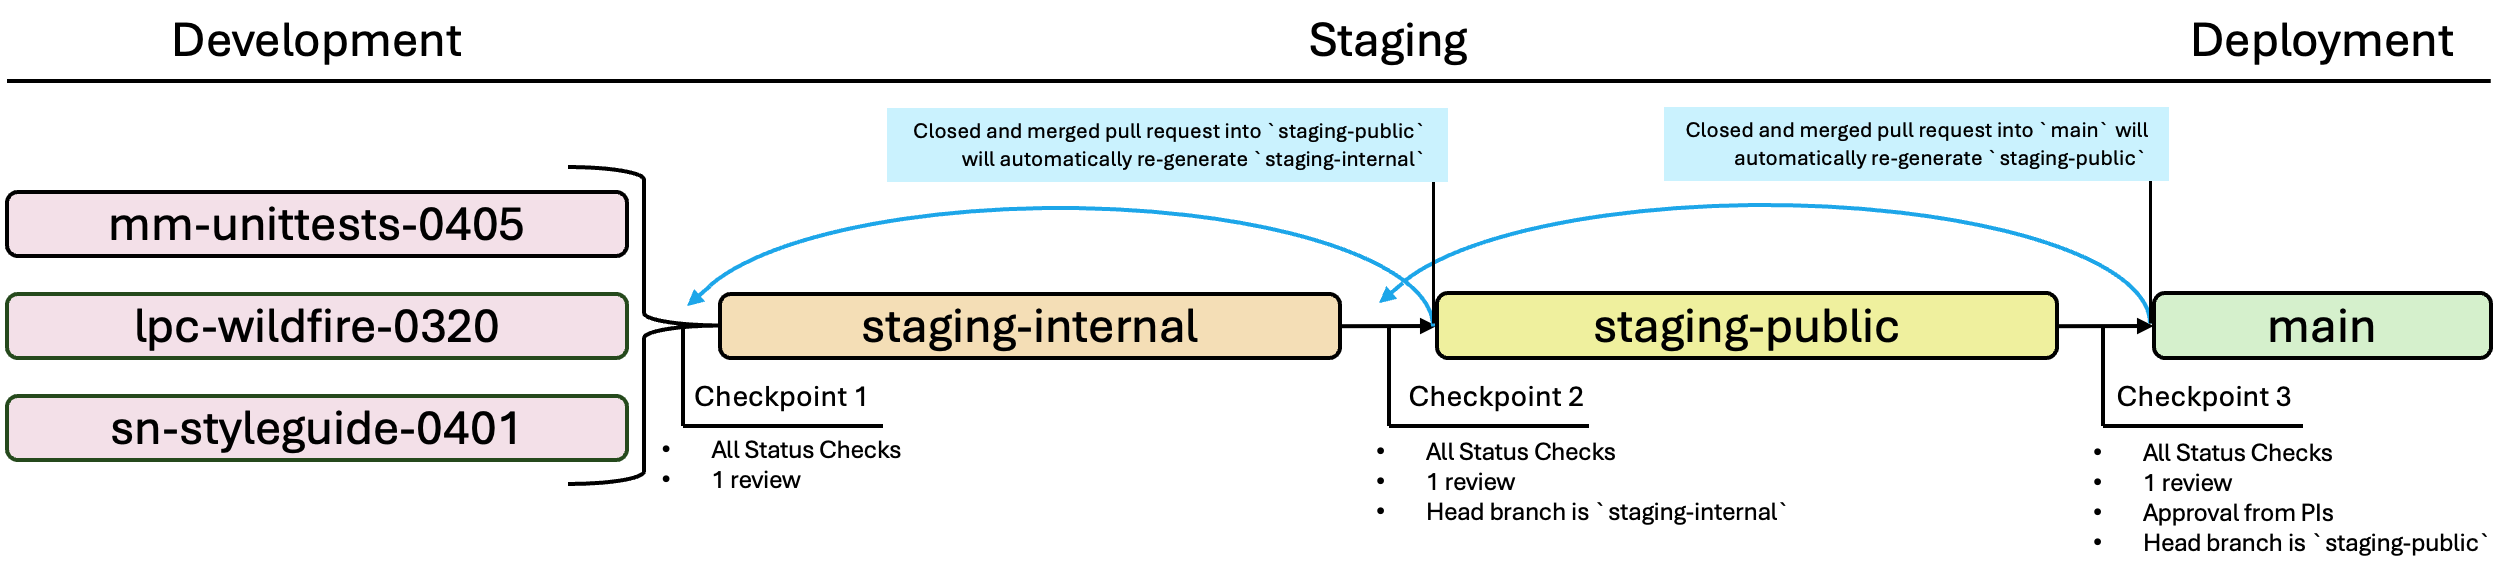 Development
Staging
Deployment
Closed and merged pull request into `staging-public`
will automatically re-generate `staging-internal`
Closed and merged pull request into `main` will
automatically re-generate `staging-public`
mm-unittests-0405
lpc-wildfire-0320
sn-styleguide-0401
staging-internal
staging-public
main
Checkpoint 1
• All Status Checks
• 1 review
Checkpoint 2
• All Status Checks
• 1 review
• Head branch is `staging-internal`
Checkpoint 3
• All Status Checks
• 1 review
• Approval from PIs
• Head branch is `staging-public`